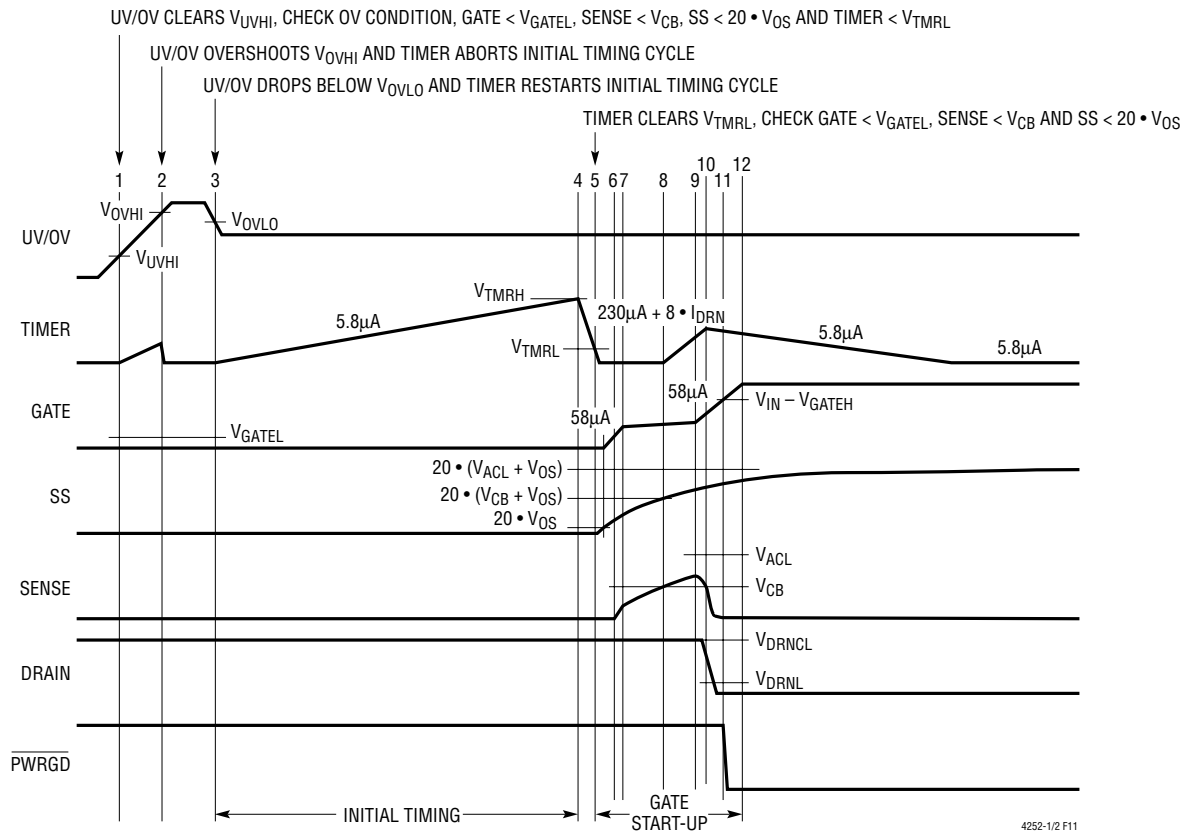 UV/OV CLEARS VUVHI, CHECK OV CONDITION, GATE < VGATEL, SENSE < VCB, SS < 20 • VOS AND TIMER < VTMRL
UV/OV OVERSHOOTS VOVHI AND TIMER ABORTS INITIAL TIMING CYCLE
UV/OV DROPS BELOW VOVLO AND TIMER RESTARTS INITIAL TIMING CYCLE
TIMER CLEARS VTMRL, CHECK GATE < VGATEL, SENSE < VCB AND SS < 20 • VOS
1 2 3 4 5 6 7 8 9 10 11 12
VOVHI
VOVLO
UV/OV
VUVHI
VTMRH
230µA + 8 • IDRN
TIMER
5.8µA
5.8µA
5.8µA
VTMRL
58µA
VIN – VGATEH
GATE
58µA
VGATEL
20 • (VACL + VOS)
SS
20 • (VCB + VOS)
20 • VOS
VACL
SENSE
VCB
VDRNCL
DRAIN
VDRNL
PWRGD
INITIAL TIMING
GATE
START-UP
4252-1/2 F11